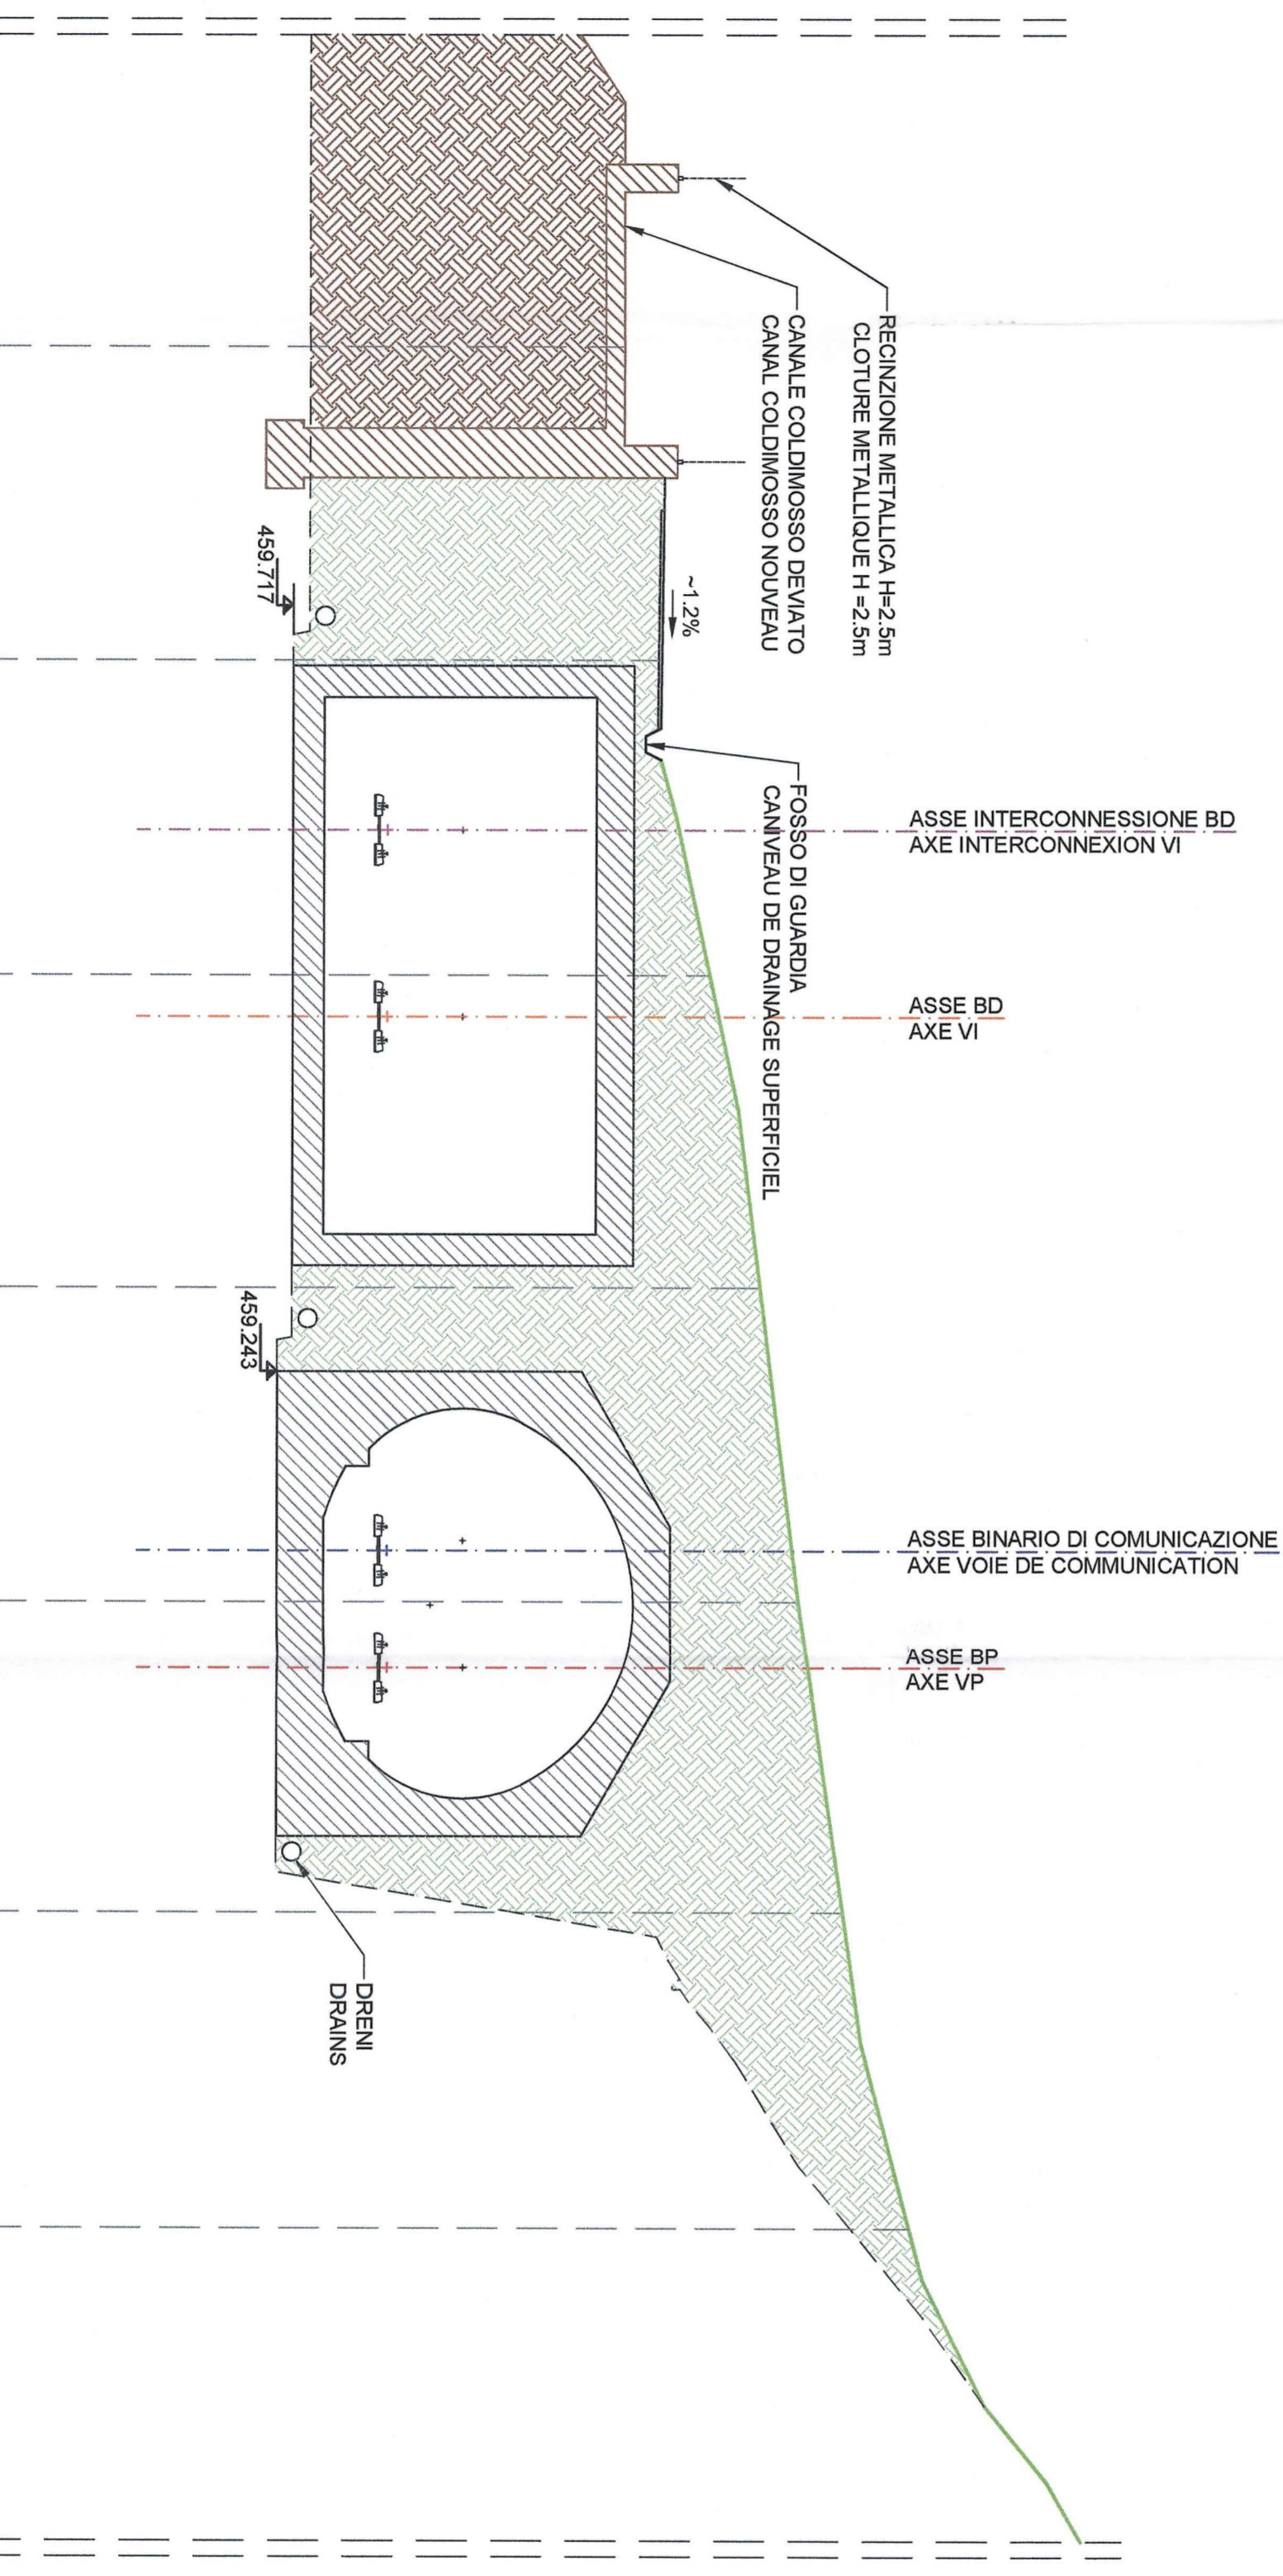 RECINZIONE METALLICA H=2.5m
CLOTURE METALLIQUE H =2.5m
CANALE COLDIMOSSO DEVIATO
CANAL COLDIMOSSO NOUVEAU
~1.2%
459.717
FOSSO DI GUARDIA
CANIVEAU DE DRAINAGE SUPERFICIEL
ASSE INTERCONNESSIONE BD
AXE INTERCONNEXION VI
ASSE BD
AXE VI
459.243
ASSE BINARIO DI COMUNICAZIONE
AXE VOIE DE COMMUNICATION
ASSE BP
AXE VP
DRENI
DRAINS